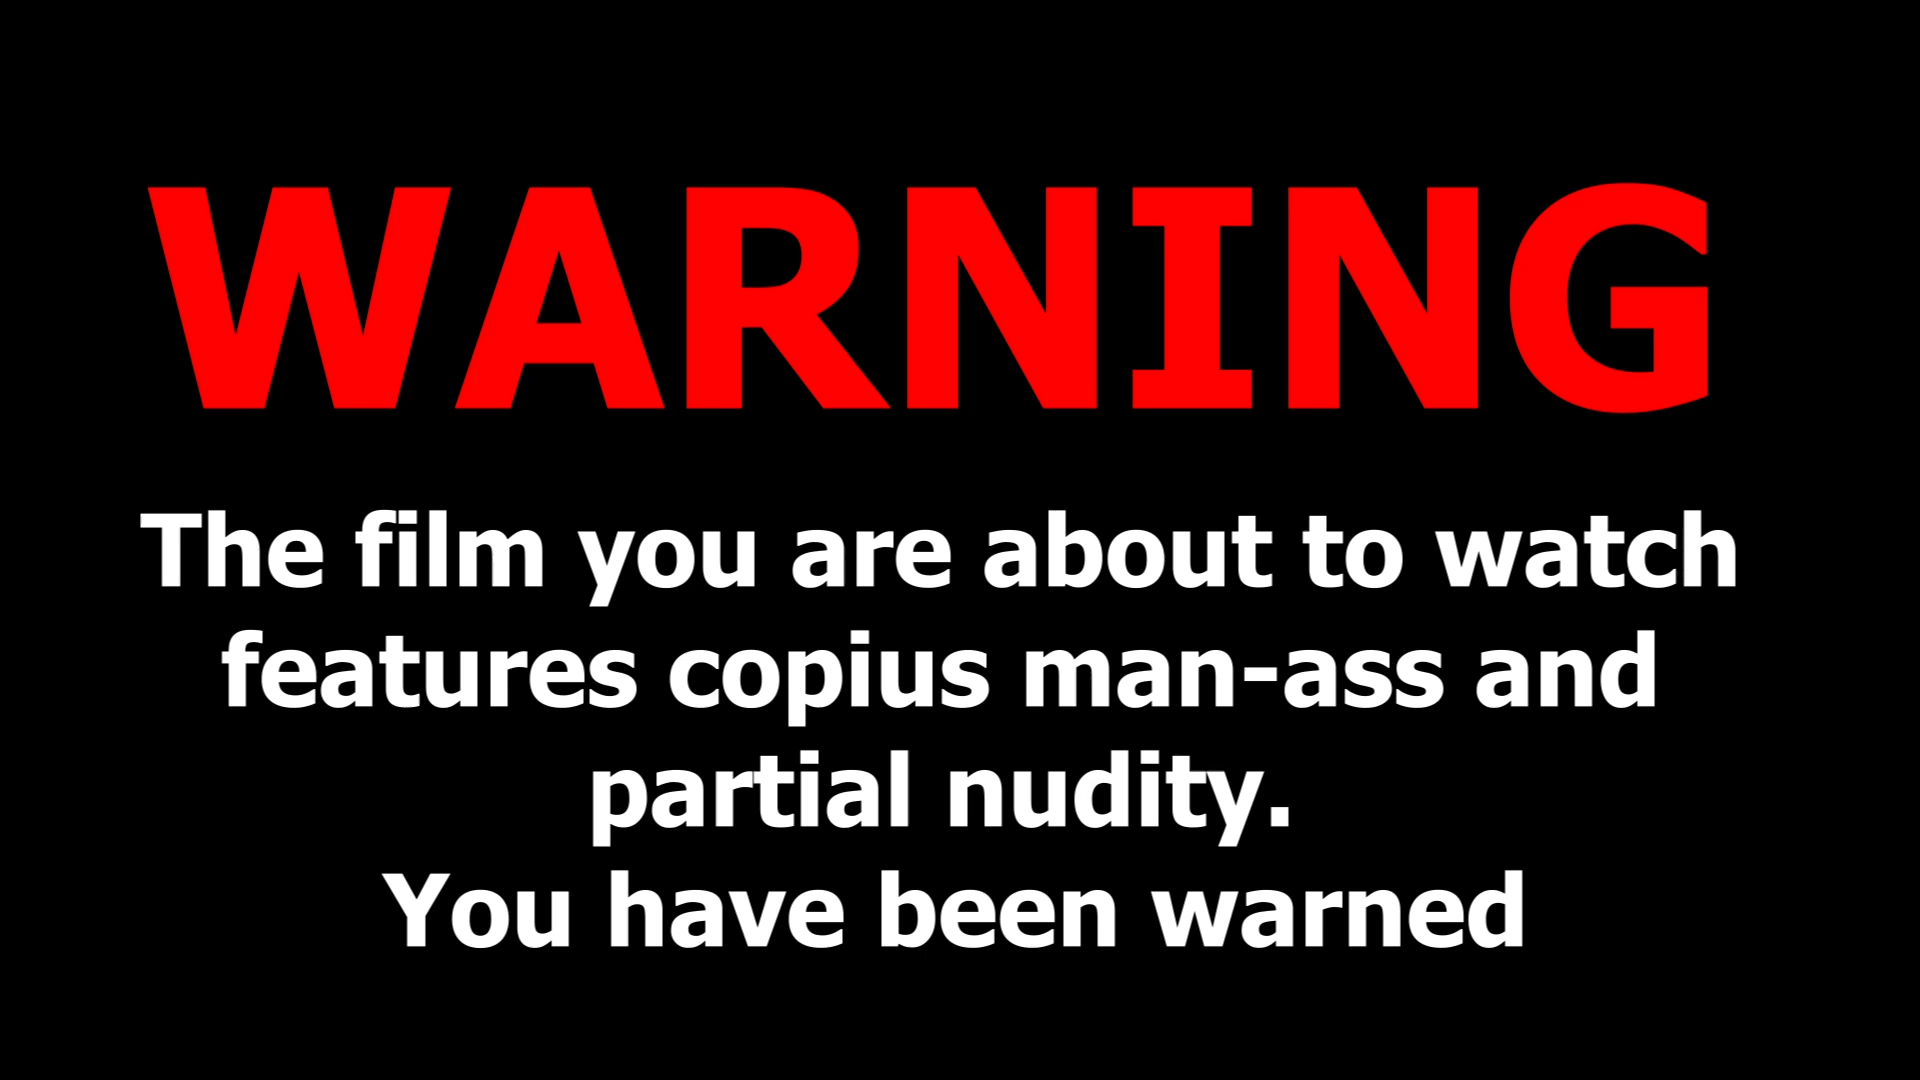 WARNING
The film you are about to watch
features copius man-ass and
partial nudity.
You have been warned